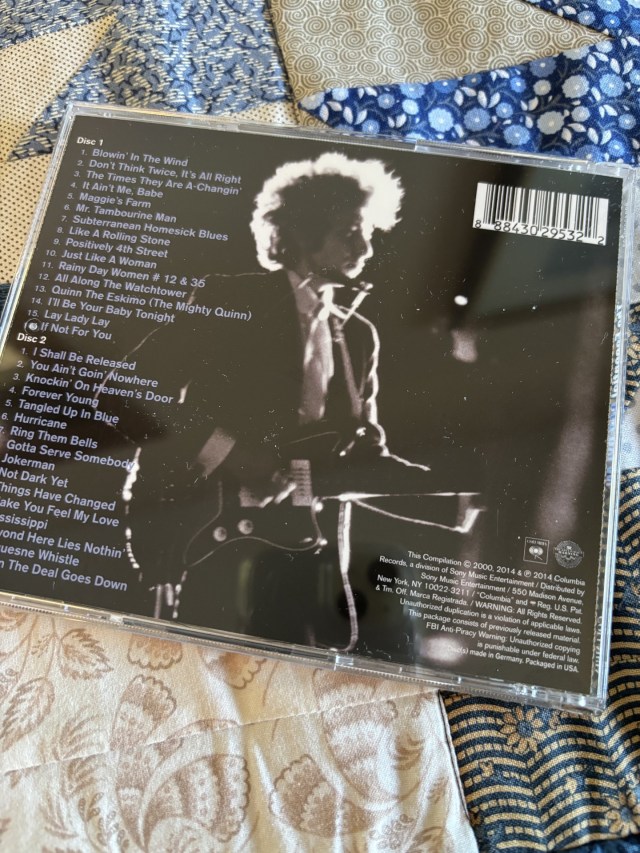 Disc 1
1. Blowin' In The Wind
2. Don't Think Twice, It's All Right
3. The Times They Are A-Changin'
4. It Ain't Me, Babe
5. Maggie's Farm
6. Mr. Tambourine Man
7. Subterranean Homesick Blues
8. Like A Rolling Stone
9. Positively 4th Street
10. Just Like A Woman
11. Rainy Day Women # 12 & 35
12. All Along The Watchtower
13. Quinn The Eskimo (The Mighty Quinn)
14. I'll Be Your Baby Tonight
15. Lay Lady Lay
If Not For You
Disc 2
1. I Shall Be Released
2. You Ain't Goin' Nowhere
3. Knockin' On Heaven's Door
4. Forever Young
5. Tangled Up In Blue
6. Hurricane
7. Ring Them Bells
Gotta Serve Somebody
Jokerman
Not Dark Yet
hings Have Changed
ake You Feel My Love
ssissippi
yond Here Lies Nothin'
uesne Whistle
n The Deal Goes Down
8 88430 29532 2
This Compilation © 2000, 2014 & ℗ 2014 Columbia
Records, a division of Sony Music Entertainment / Distributed by
Sony Music Entertainment / 550 Madison Avenue,
New York, NY 10022-3211 / "Columbia" and Reg. U.S. Pat.
& Tm. Off. Marca Registrada. / WARNING: All Rights Reserved.
Unauthorized duplication is a violation of applicable laws.
This package consists of previously released material.
FBI Anti-Piracy Warning: Unauthorized copying
is punishable under federal law.
Disc(s) made in Germany. Packaged in USA.